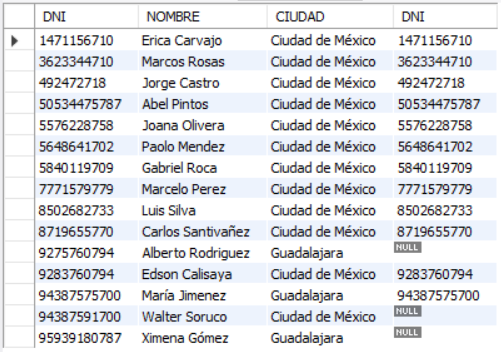 DNI NOMBRE CIUDAD DNI
1471156710 Erica Carvajo Ciudad de México 1471156710
3623344710 Marcos Rosas Ciudad de México 3623344710
492472718 Jorge Castro Ciudad de México 492472718
50534475787 Abel Pintos Ciudad de México 50534475787
5576228758 Joana Olivera Ciudad de México 5576228758
5648641702 Paolo Mendez Ciudad de México 5648641702
5840119709 Gabriel Roca Ciudad de México 5840119709
7771579779 Marcelo Perez Ciudad de México 7771579779
8502682733 Luis Silva Ciudad de México 8502682733
8719655770 Carlos Santivañez Ciudad de México 8719655770
9275760794 Alberto Rodriguez Guadalajara NULL
9283760794 Edson Calisaya Ciudad de México 9283760794
94387575700 María Jimenez Guadalajara 94387575700
94387591700 Walter Soruco Ciudad de México NULL
95939180787 Ximena Gómez Guadalajara NULL